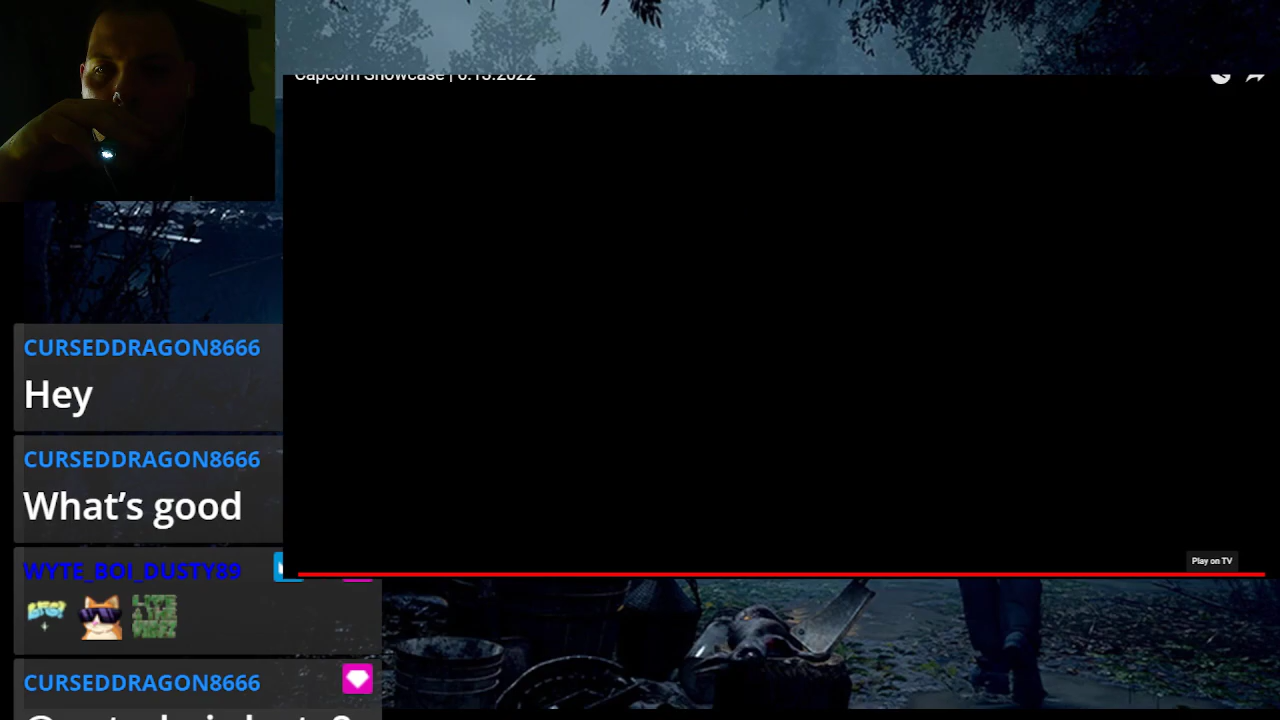 Capcom Showcase | 6.13.2022
CURSEDDRAGON8666
Hey
CURSEDDRAGON8666
What's good
Play on TV
WYTE_BOI_DUSTY89
CURSEDDRAGON8666